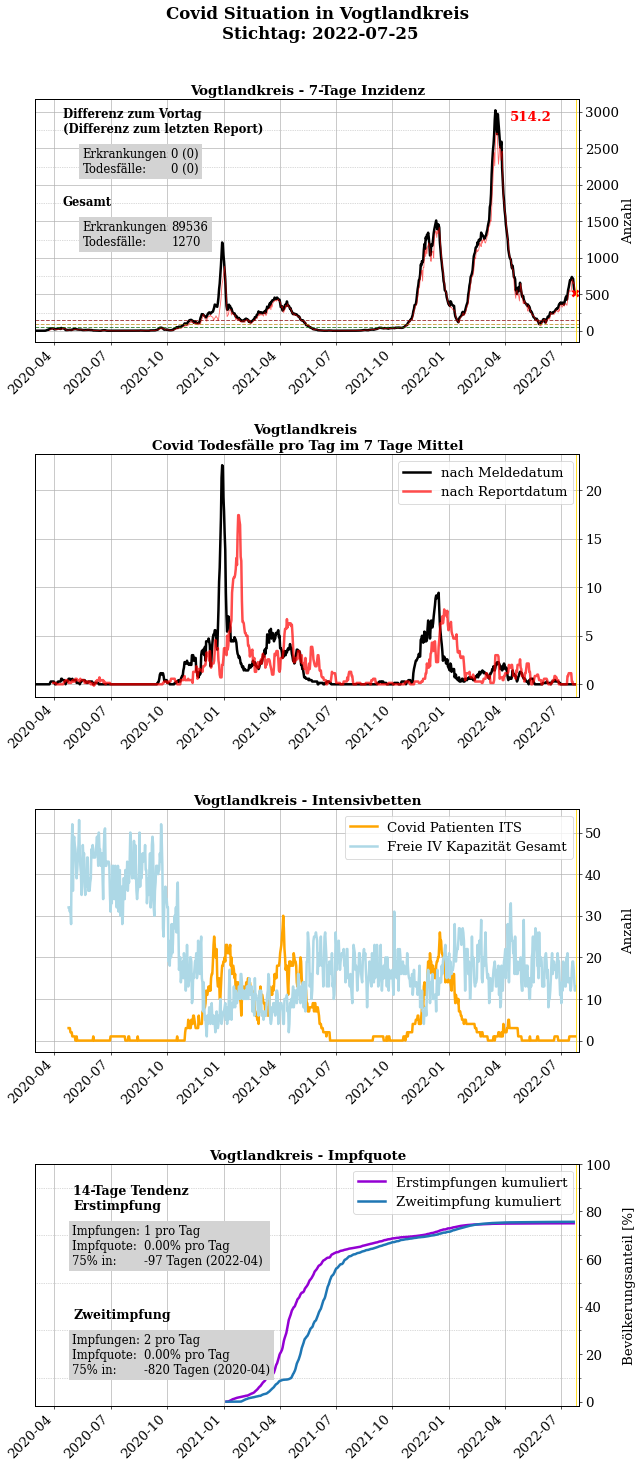 Covid Situation in Vogtlandkreis
Stichtag: 2022-07-25
Vogtlandkreis - 7-Tage Inzidenz
Differenz zum Vortag
(Differenz zum letzten Report)
Erkrankungen 0 (0)
Todesfälle: 0 (0)
Gesamt
Erkrankungen 89536
Todesfälle: 1270
514.2
3000
2500
2000
1500
1000
500
0
Anzahl
2020-04 2020-07 2020-10 2021-01 2021-04 2021-07 2021-10 2022-01 2022-04 2022-07
Vogtlandkreis
Covid Todesfälle pro Tag im 7 Tage Mittel
nach Meldedatum
nach Reportdatum
20
15
10
5
0
2020-04 2020-07 2020-10 2021-01 2021-04 2021-07 2021-10 2022-01 2022-04 2022-07
Vogtlandkreis - Intensivbetten
Covid Patienten ITS
Freie IV Kapazität Gesamt
50
40
30
20
10
0
Anzahl
2020-04 2020-07 2020-10 2021-01 2021-04 2021-07 2021-10 2022-01 2022-04 2022-07
Vogtlandkreis - Impfquote
14-Tage Tendenz
Erstimpfung
Impfungen: 1 pro Tag
Impfquote: 0.00% pro Tag
75% in: -97 Tagen (2022-04)
Zweitimpfung
Impfungen: 2 pro Tag
Impfquote: 0.00% pro Tag
75% in: -820 Tagen (2020-04)
Erstimpfungen kumuliert
Zweitimpfung kumuliert
100
80
60
40
20
0
Bevölkerungsanteil [%]
2020-04 2020-07 2020-10 2021-01 2021-04 2021-07 2021-10 2022-01 2022-04 2022-07